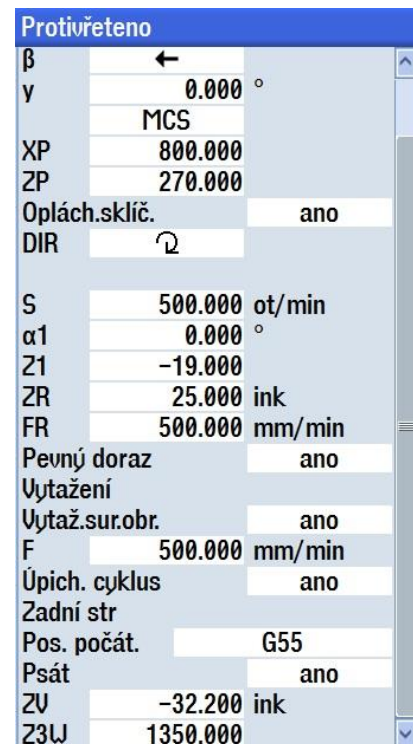 Protivřeteno
β ←
γ 0.000 °
MCS
XP 800.000
ZP 270.000
Oplách.sklíč. ano
DIR
S 500.000 ot/min
α1 0.000 °
Z1 -19.000
ZR 25.000 ink
FR 500.000 mm/min
Pevný doraz ano
Vytažení
Vytaž.sur.obr. ano
F 500.000 mm/min
Úpich. cyklus ano
Zadní str
Pos. počát. G55
Psát ano
ZV -32.200 ink
Z3W 1350.000